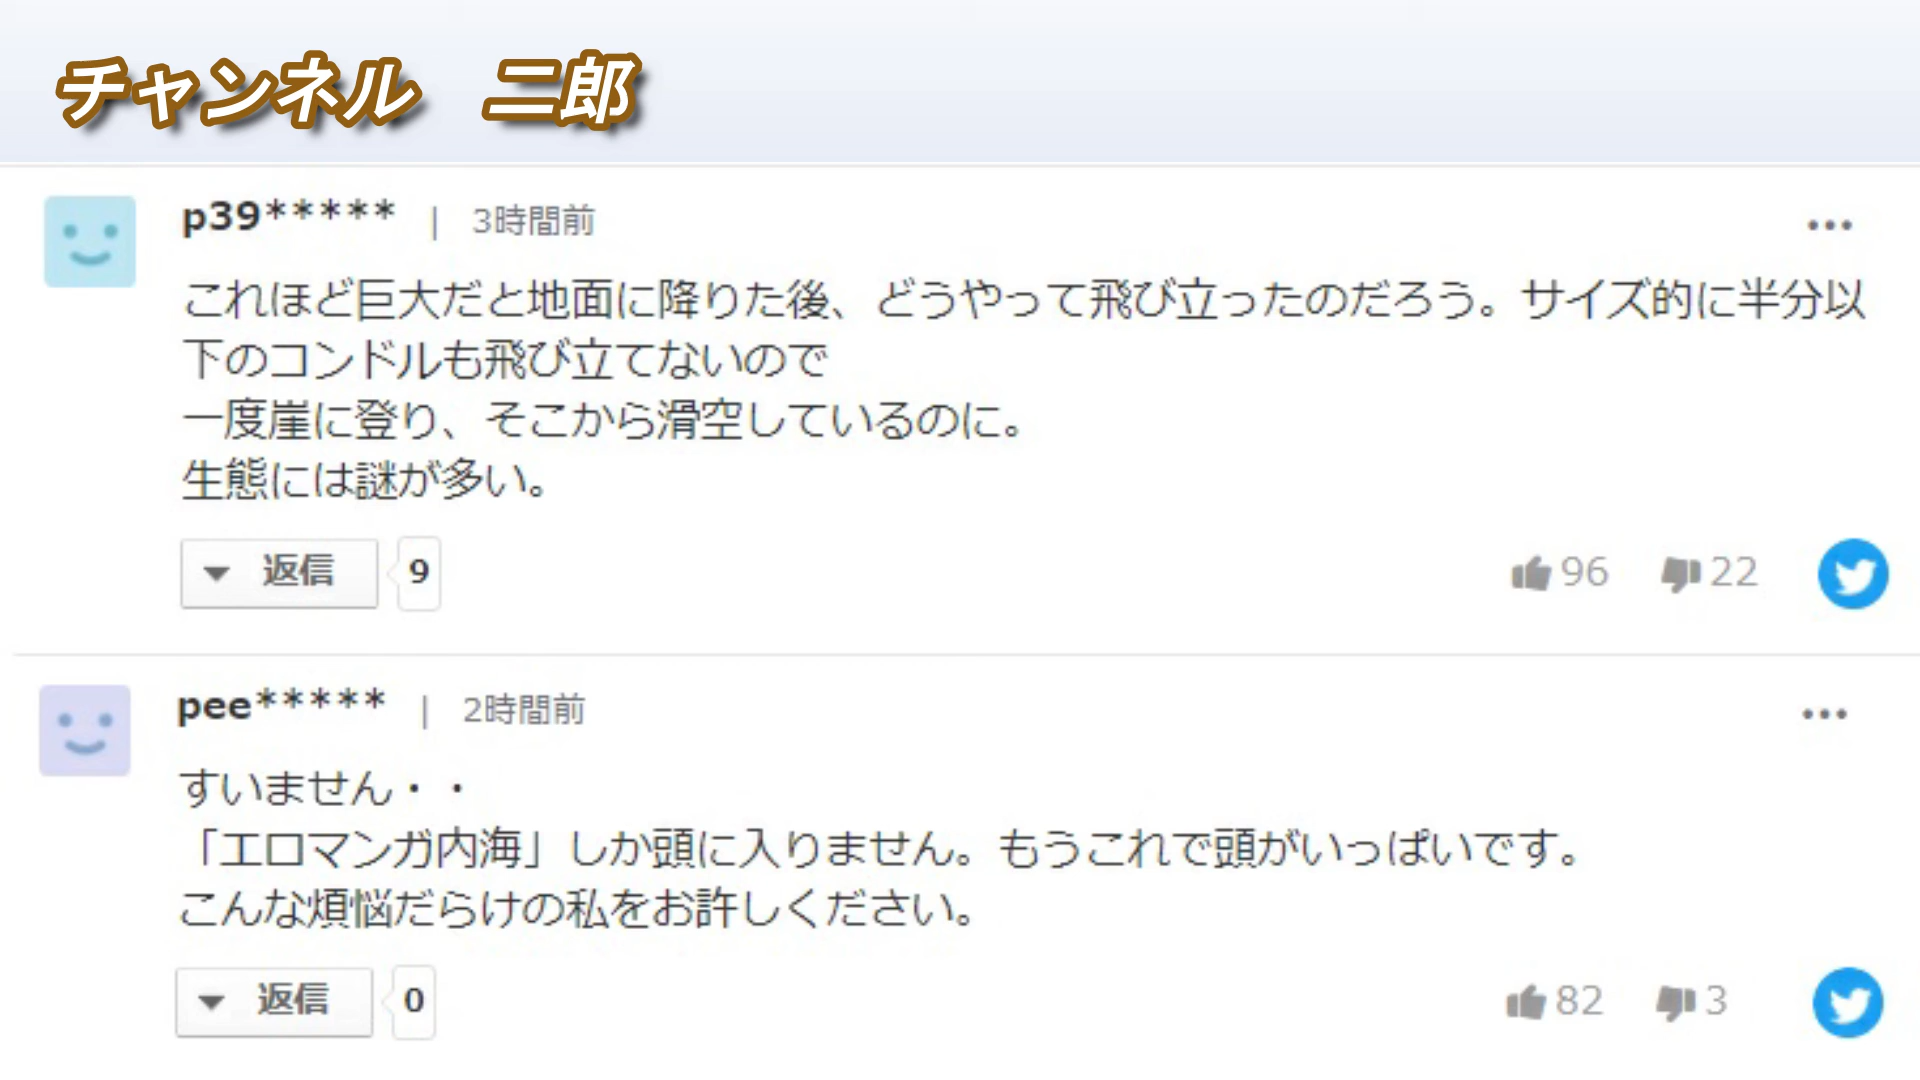 チャンネル　二郎
p39***** | 3時間前
これほど巨大だと地面に降りた後、どうやって飛び立ったのだろう。サイズ的に半分以
下のコンドルも飛び立てないので
一度崖に登り、そこから滑空しているのに。
生態には謎が多い。
返信 9 96 22
pee***** | 2時間前
すいません・・
「エロマンガ内海」しか頭に入りません。もうこれで頭がいっぱいです。
こんな煩悩だらけの私をお許しください。
返信 0 82 3